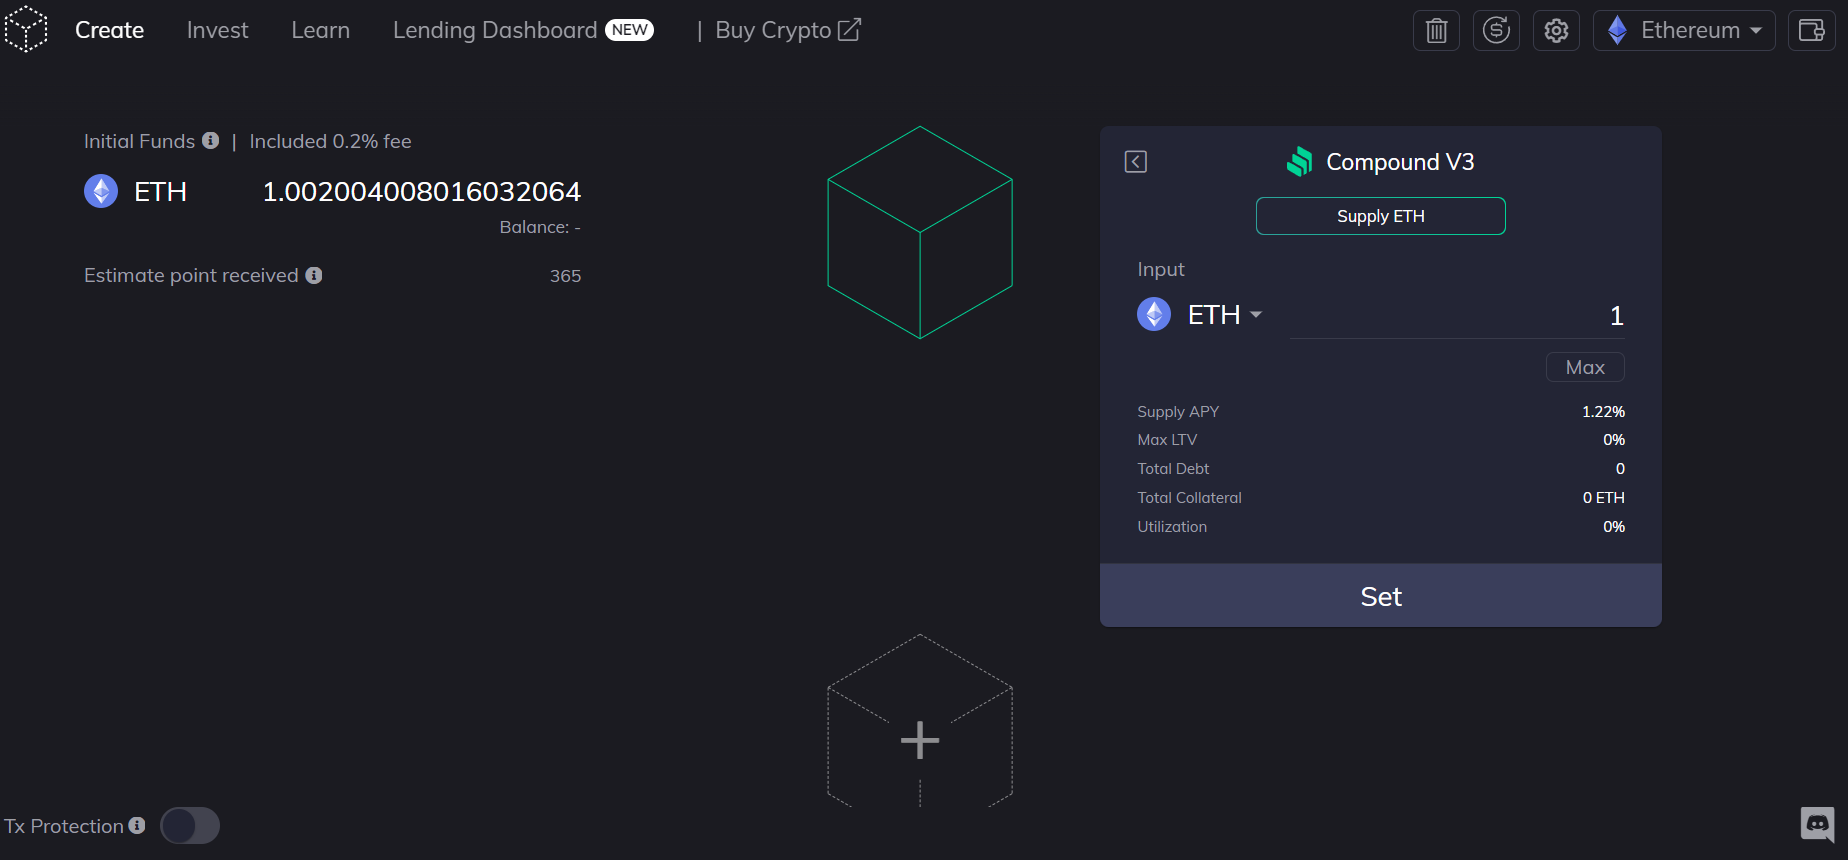 Create Invest Learn Lending Dashboard NEW | Buy Crypto Ethereum
Initial Funds | Included 0.2% fee
ETH 1.002004008016032064
Balance: -
Estimate point received 365
Compound V3
Supply ETH
Input
ETH 1
Max
Supply APY 1.22%
Max LTV 0%
Total Debt 0
Total Collateral 0 ETH
Utilization 0%
Set
Tx Protection